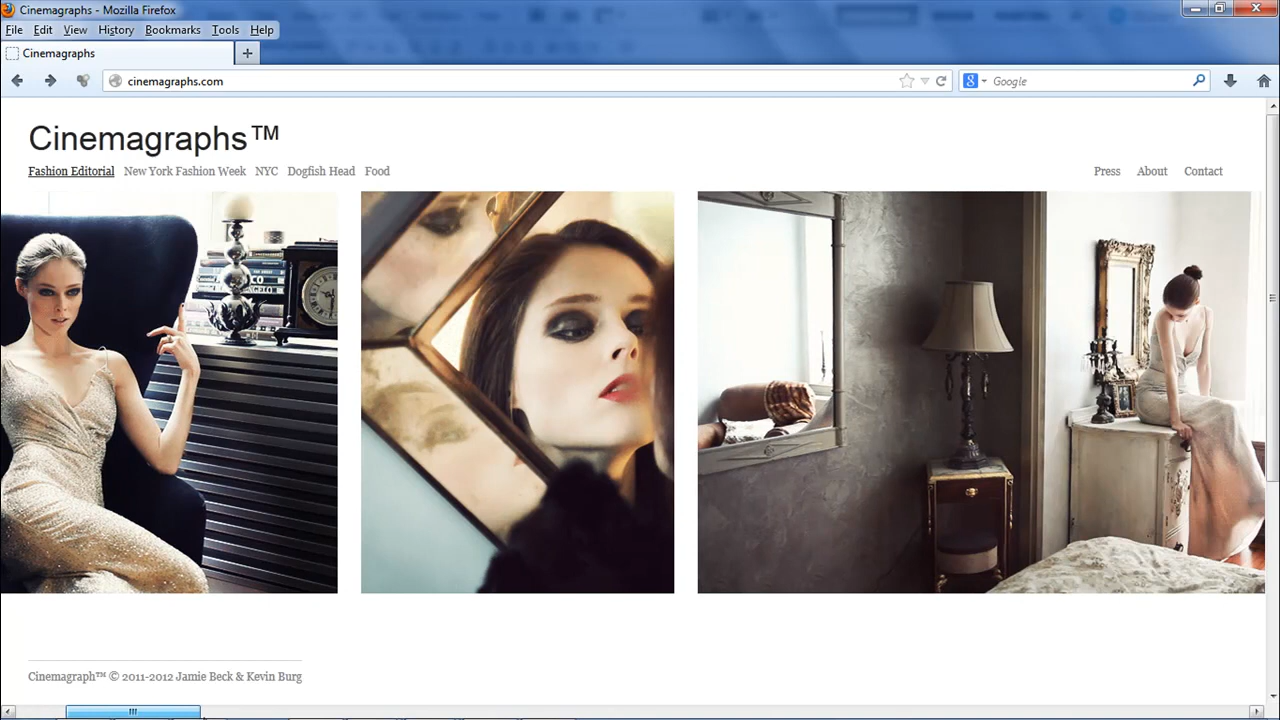 Cinemagraphs - Mozilla Firefox
File Edit View History Bookmarks Tools Help
Cinemagraphs
cinemagraphs.com
Google
Cinemagraphs™
Fashion Editorial New York Fashion Week NYC Dogfish Head Food Press About Contact
Cinemagraph™ © 2011-2012 Jamie Beck & Kevin Burg